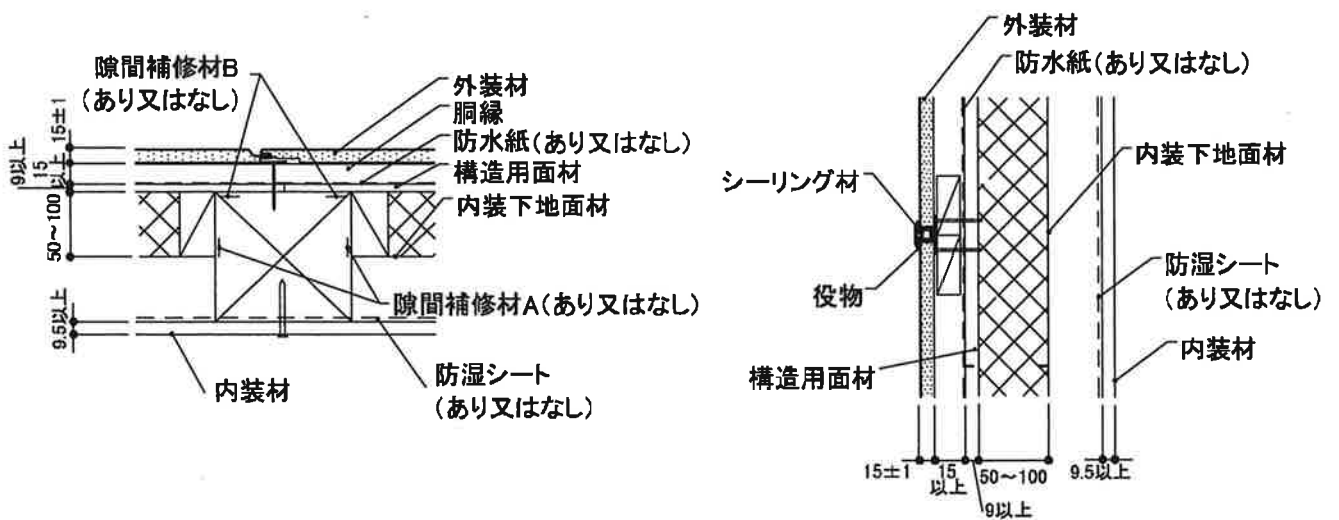 隙間補修材B
(あり又はなし)
外装材
胴縁
防水紙(あり又はなし)
構造用面材
内装下地面材
15±1
15
以上
9以上
50~100
9.5以上
隙間補修材A(あり又はなし)
内装材
防湿シート
(あり又はなし)
外装材
防水紙(あり又はなし)
内装下地面材
シーリング材
役物
構造用面材
防湿シート
(あり又はなし)
内装材
15±1
15
以上
9以上
50~100
9.5以上